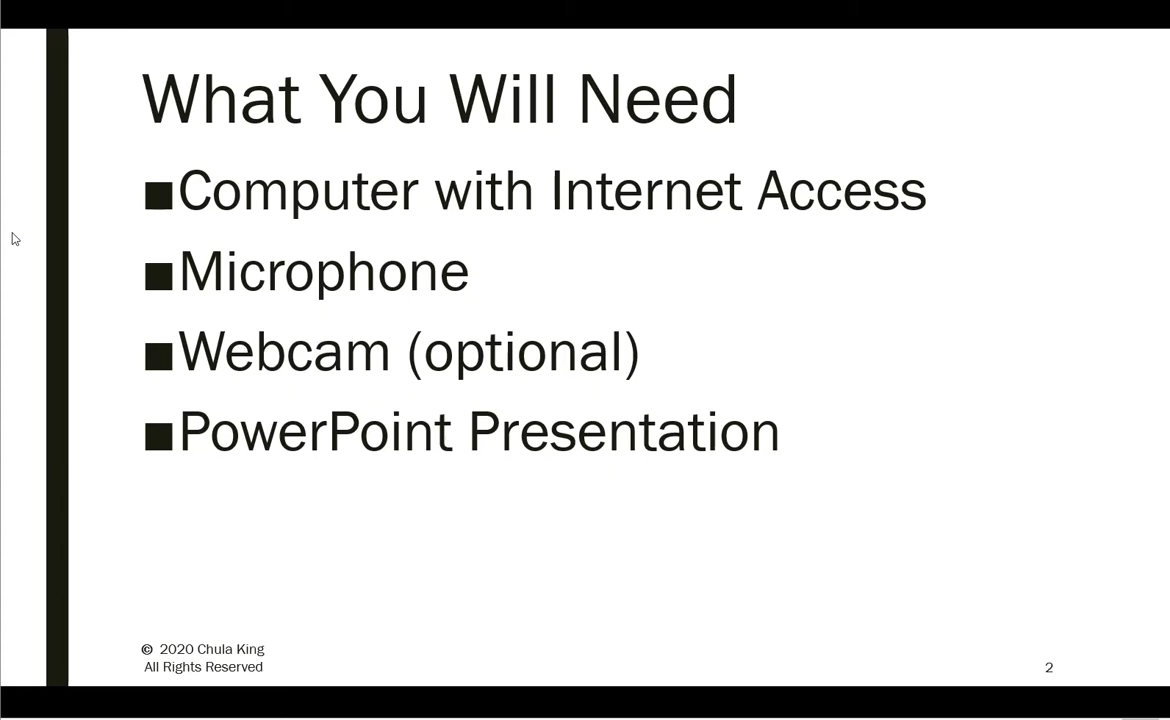 What You Will Need
■Computer with Internet Access
■Microphone
■Webcam (optional)
■PowerPoint Presentation
© 2020 Chula King
All Rights Reserved
2